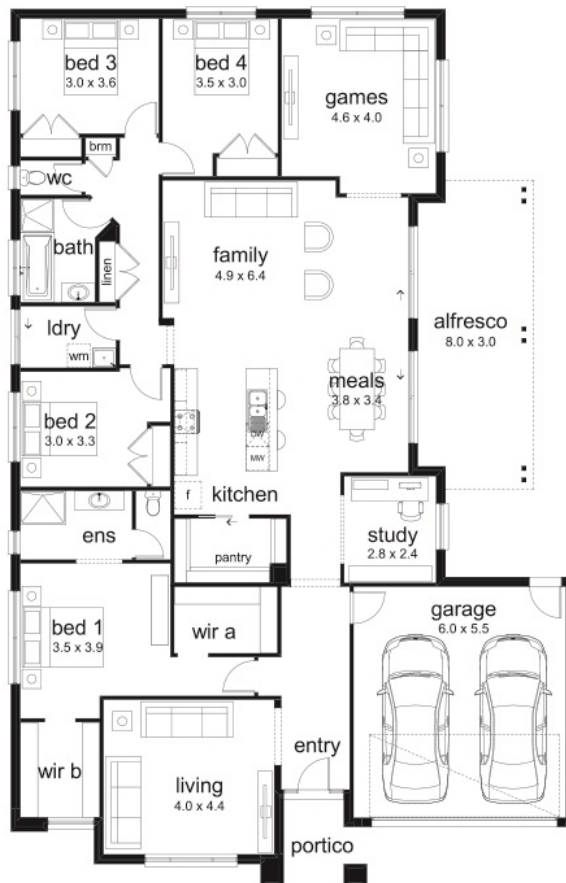 bed 3
3.0 x 3.6
bed 4
3.5 x 3.0
games
4.6 x 4.0
brm
wc
bath
linen
family
4.9 x 6.4
alfresco
8.0 x 3.0
ldry
wm
meals
3.8 x 3.4
bed 2
3.0 x 3.3
DW
MW
f
kitchen
ens
pantry
study
2.8 x 2.4
bed 1
3.5 x 3.9
wir a
garage
6.0 x 5.5
wir b
living
4.0 x 4.4
entry
portico